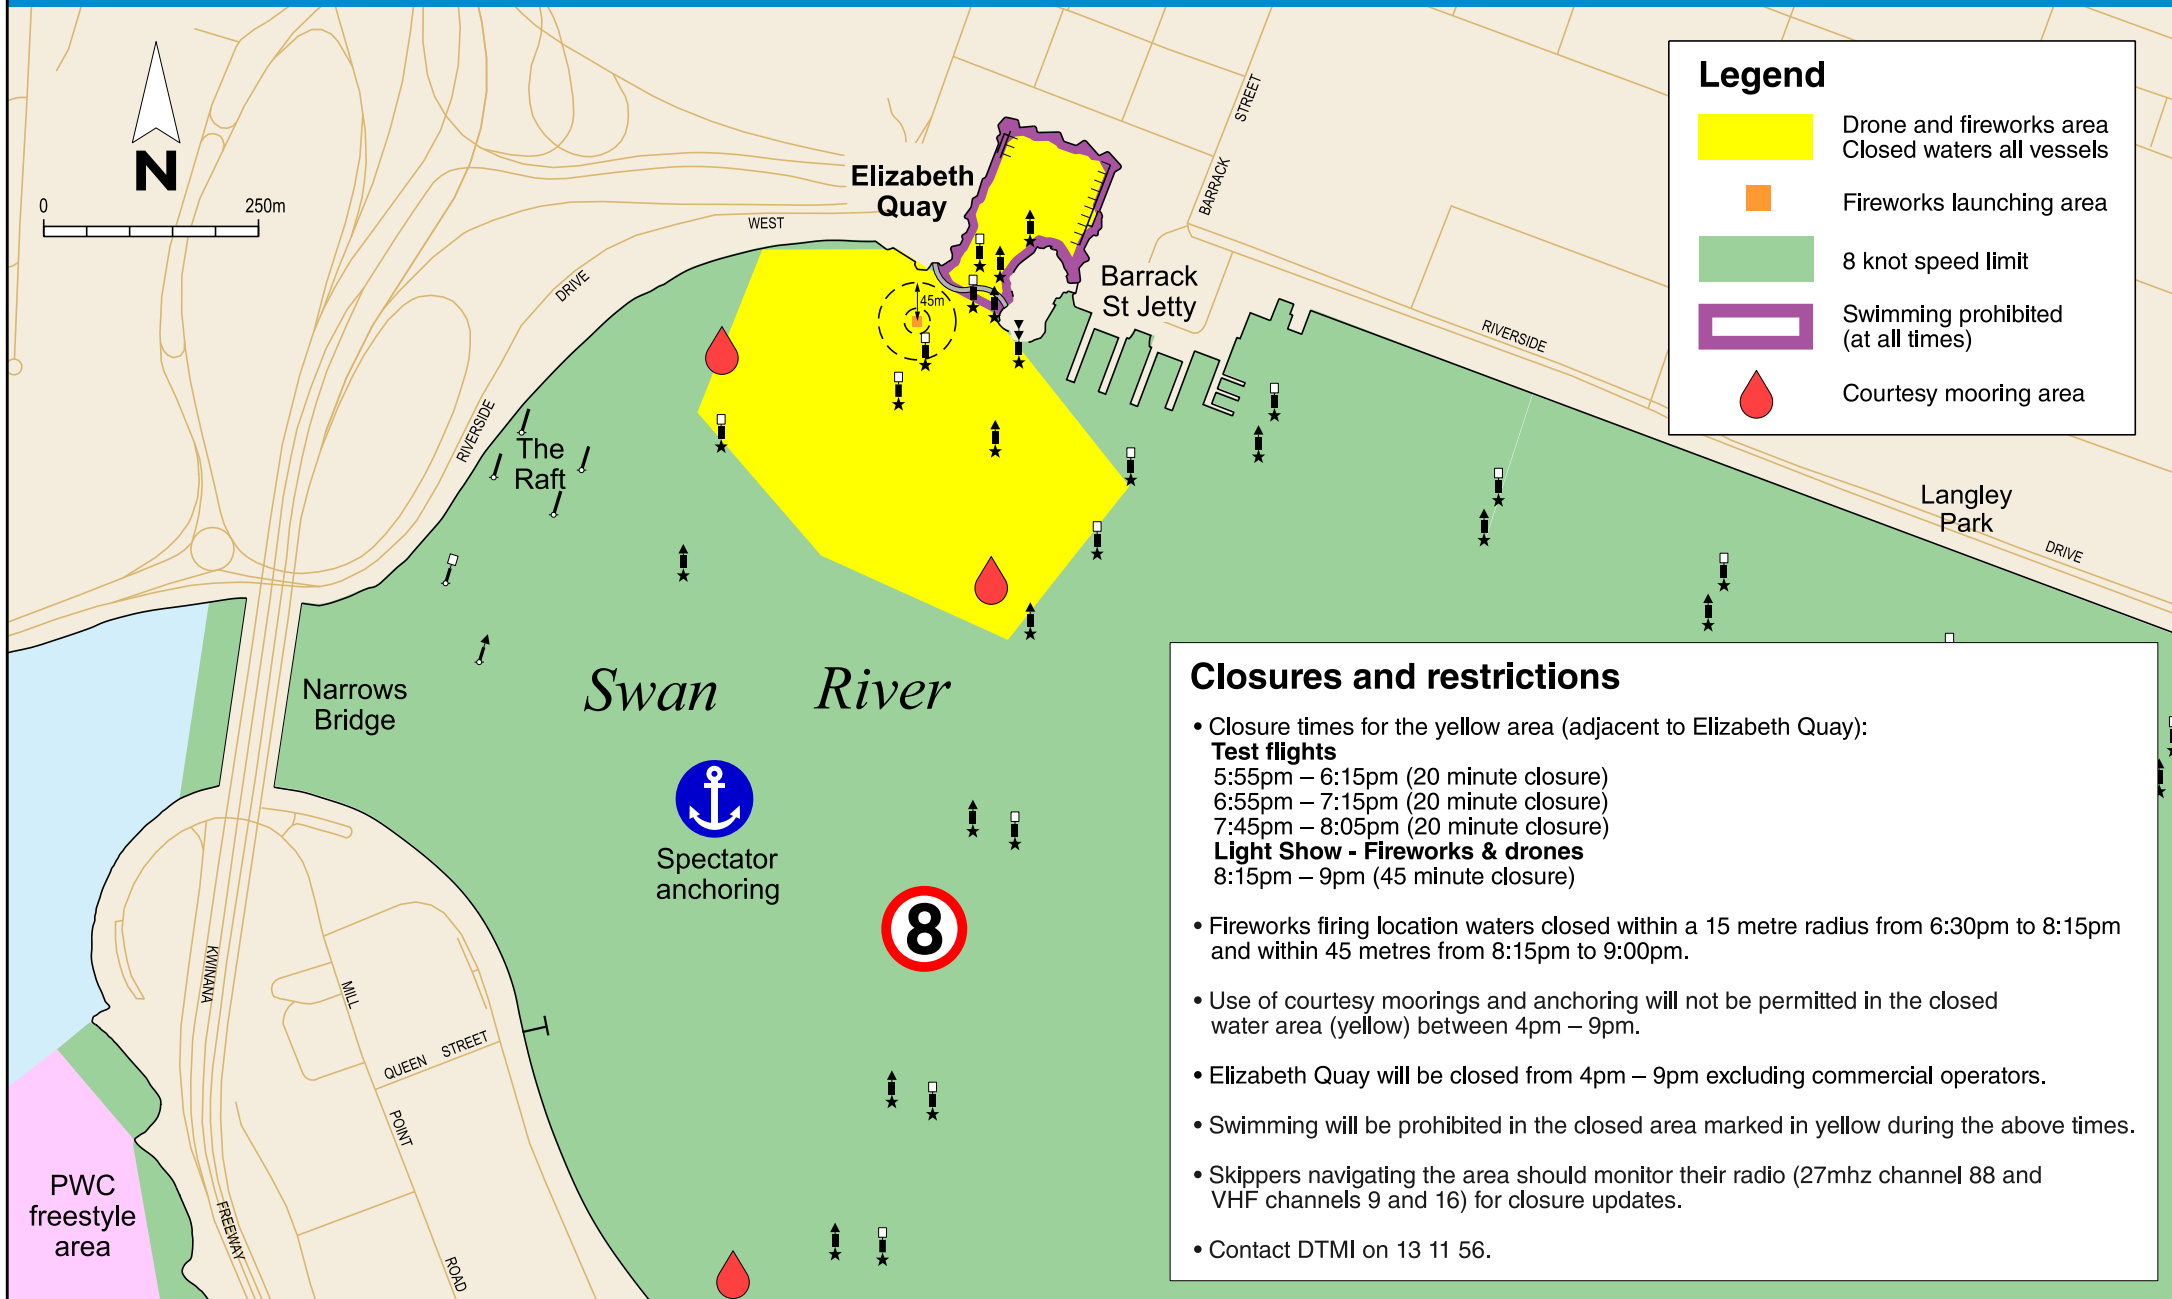 N
0 250m
Elizabeth
Quay
45m
WEST
DRIVE
RIVERSIDE
STREET
BARRACK
Barrack
St Jetty
RIVERSIDE
DRIVE
Langley
Park
The
Raft
Narrows
Bridge
Swan River
Spectator
anchoring
8
KWINANA
FREEWAY
MILL
POINT
ROAD
QUEEN STREET
PWC
freestyle
area
Legend
Drone and fireworks area
Closed waters all vessels
Fireworks launching area
8 knot speed limit
Swimming prohibited
(at all times)
Courtesy mooring area
Closures and restrictions
• Closure times for the yellow area (adjacent to Elizabeth Quay):
Test flights
5:55pm – 6:15pm (20 minute closure)
6:55pm – 7:15pm (20 minute closure)
7:45pm – 8:05pm (20 minute closure)
Light Show - Fireworks & drones
8:15pm – 9pm (45 minute closure)
• Fireworks firing location waters closed within a 15 metre radius from 6:30pm to 8:15pm
and within 45 metres from 8:15pm to 9:00pm.
• Use of courtesy moorings and anchoring will not be permitted in the closed
water area (yellow) between 4pm – 9pm.
• Elizabeth Quay will be closed from 4pm – 9pm excluding commercial operators.
• Swimming will be prohibited in the closed area marked in yellow during the above times.
• Skippers navigating the area should monitor their radio (27mhz channel 88 and
VHF channels 9 and 16) for closure updates.
• Contact DTMI on 13 11 56.